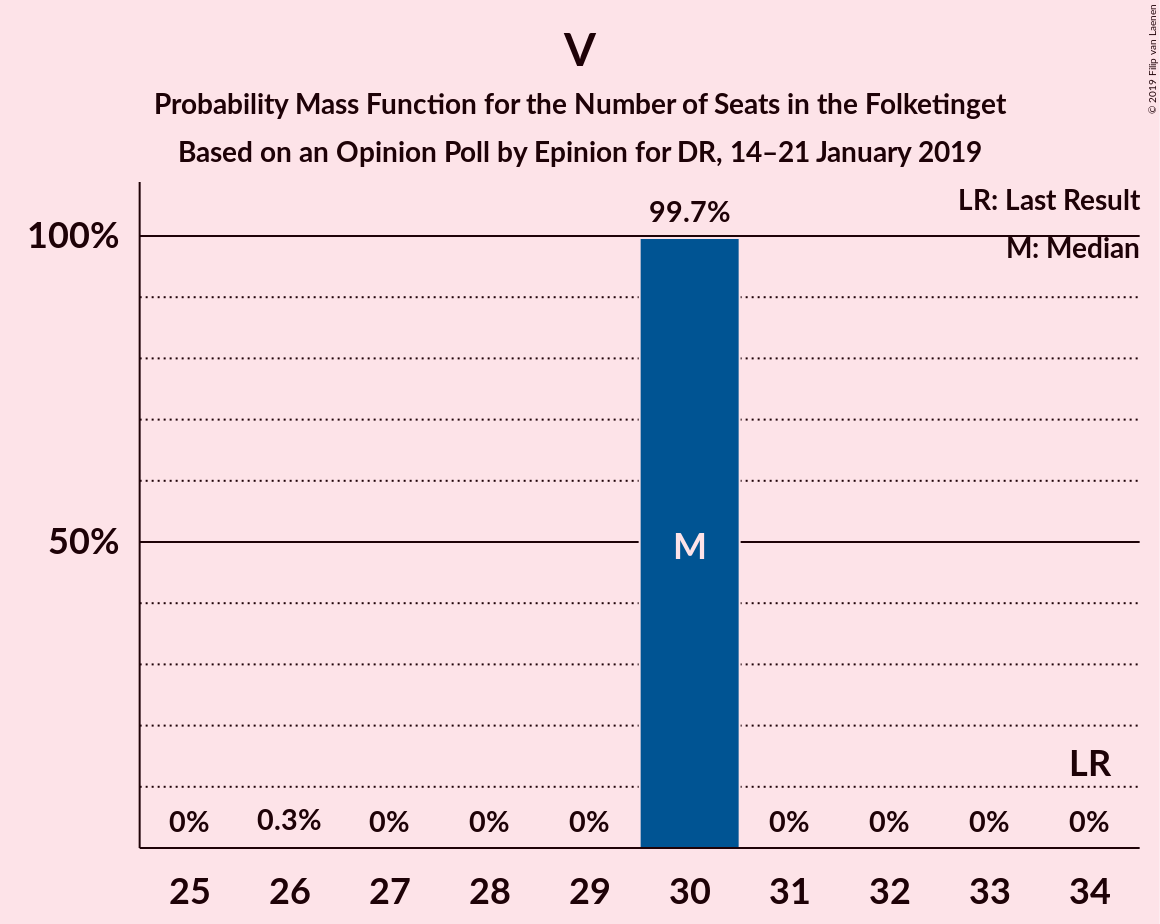 V
Probability Mass Function for the Number of Seats in the Folketinget
Based on an Opinion Poll by Epinion for DR, 14–21 January 2019
© 2019 Filip van Laenen
LR: Last Result
M: Median
99.7%
100%
50%
M
LR
0% 0.3% 0% 0% 0% 0% 0% 0% 0%
25 26 27 28 29 30 31 32 33 34